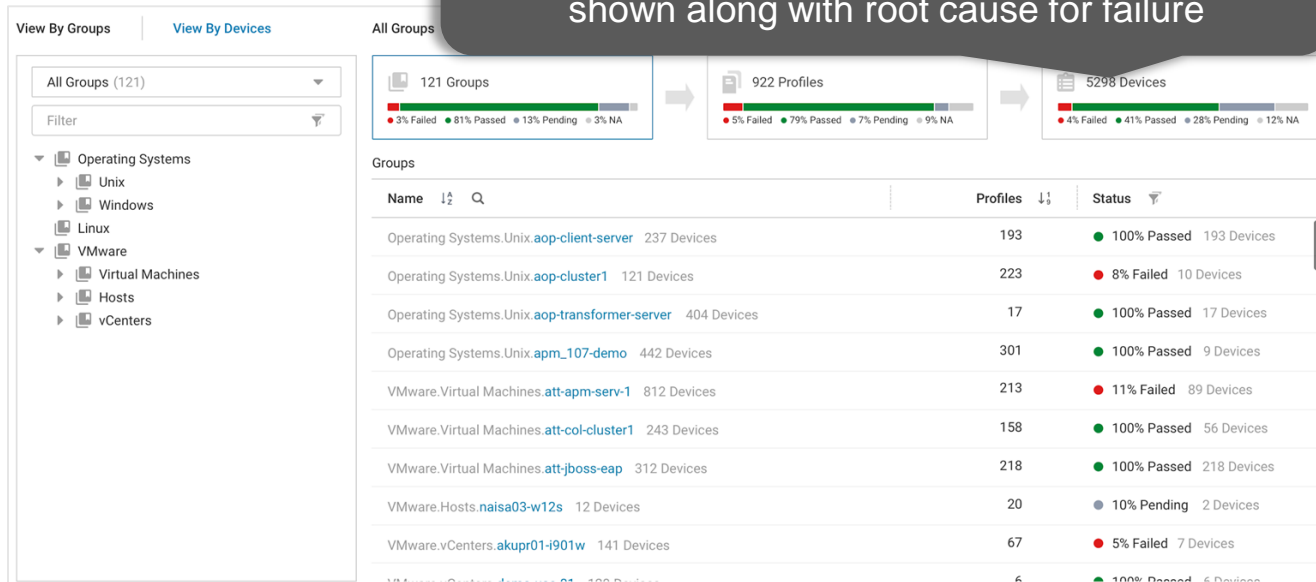 shown along with root cause for failure
View By Groups View By Devices All Groups
All Groups (121)
Filter
Operating Systems
Unix
Windows
Linux
VMware
Virtual Machines
Hosts
vCenters
121 Groups
3% Failed 81% Passed 13% Pending 3% NA
922 Profiles
5% Failed 79% Passed 7% Pending 9% NA
5298 Devices
4% Failed 41% Passed 28% Pending 12% NA
Groups
Name Profiles Status
Operating Systems.Unix.aop-client-server 237 Devices 193 100% Passed 193 Devices
Operating Systems.Unix.aop-cluster1 121 Devices 223 8% Failed 10 Devices
Operating Systems.Unix.aop-transformer-server 404 Devices 17 100% Passed 17 Devices
Operating Systems.Unix.apm_107-demo 442 Devices 301 100% Passed 9 Devices
VMware.Virtual Machines.att-apm-serv-1 812 Devices 213 11% Failed 89 Devices
VMware.Virtual Machines.att-col-cluster1 243 Devices 158 100% Passed 56 Devices
VMware.Virtual Machines.att-jboss-eap 312 Devices 218 100% Passed 218 Devices
VMware.Hosts.naisa03-w12s 12 Devices 20 10% Pending 2 Devices
VMware.vCenters.akupr01-i901w 141 Devices 67 5% Failed 7 Devices
6 100% Passed 6 Devices